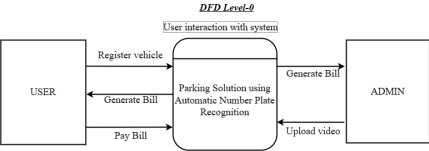 DFD Level-0
User interaction with system
Register vehicle
USER
Generate Bill
Pay Bill
Parking Solution using
Automatic Number Plate
Recognition
Generate Bill
ADMIN
Upload video